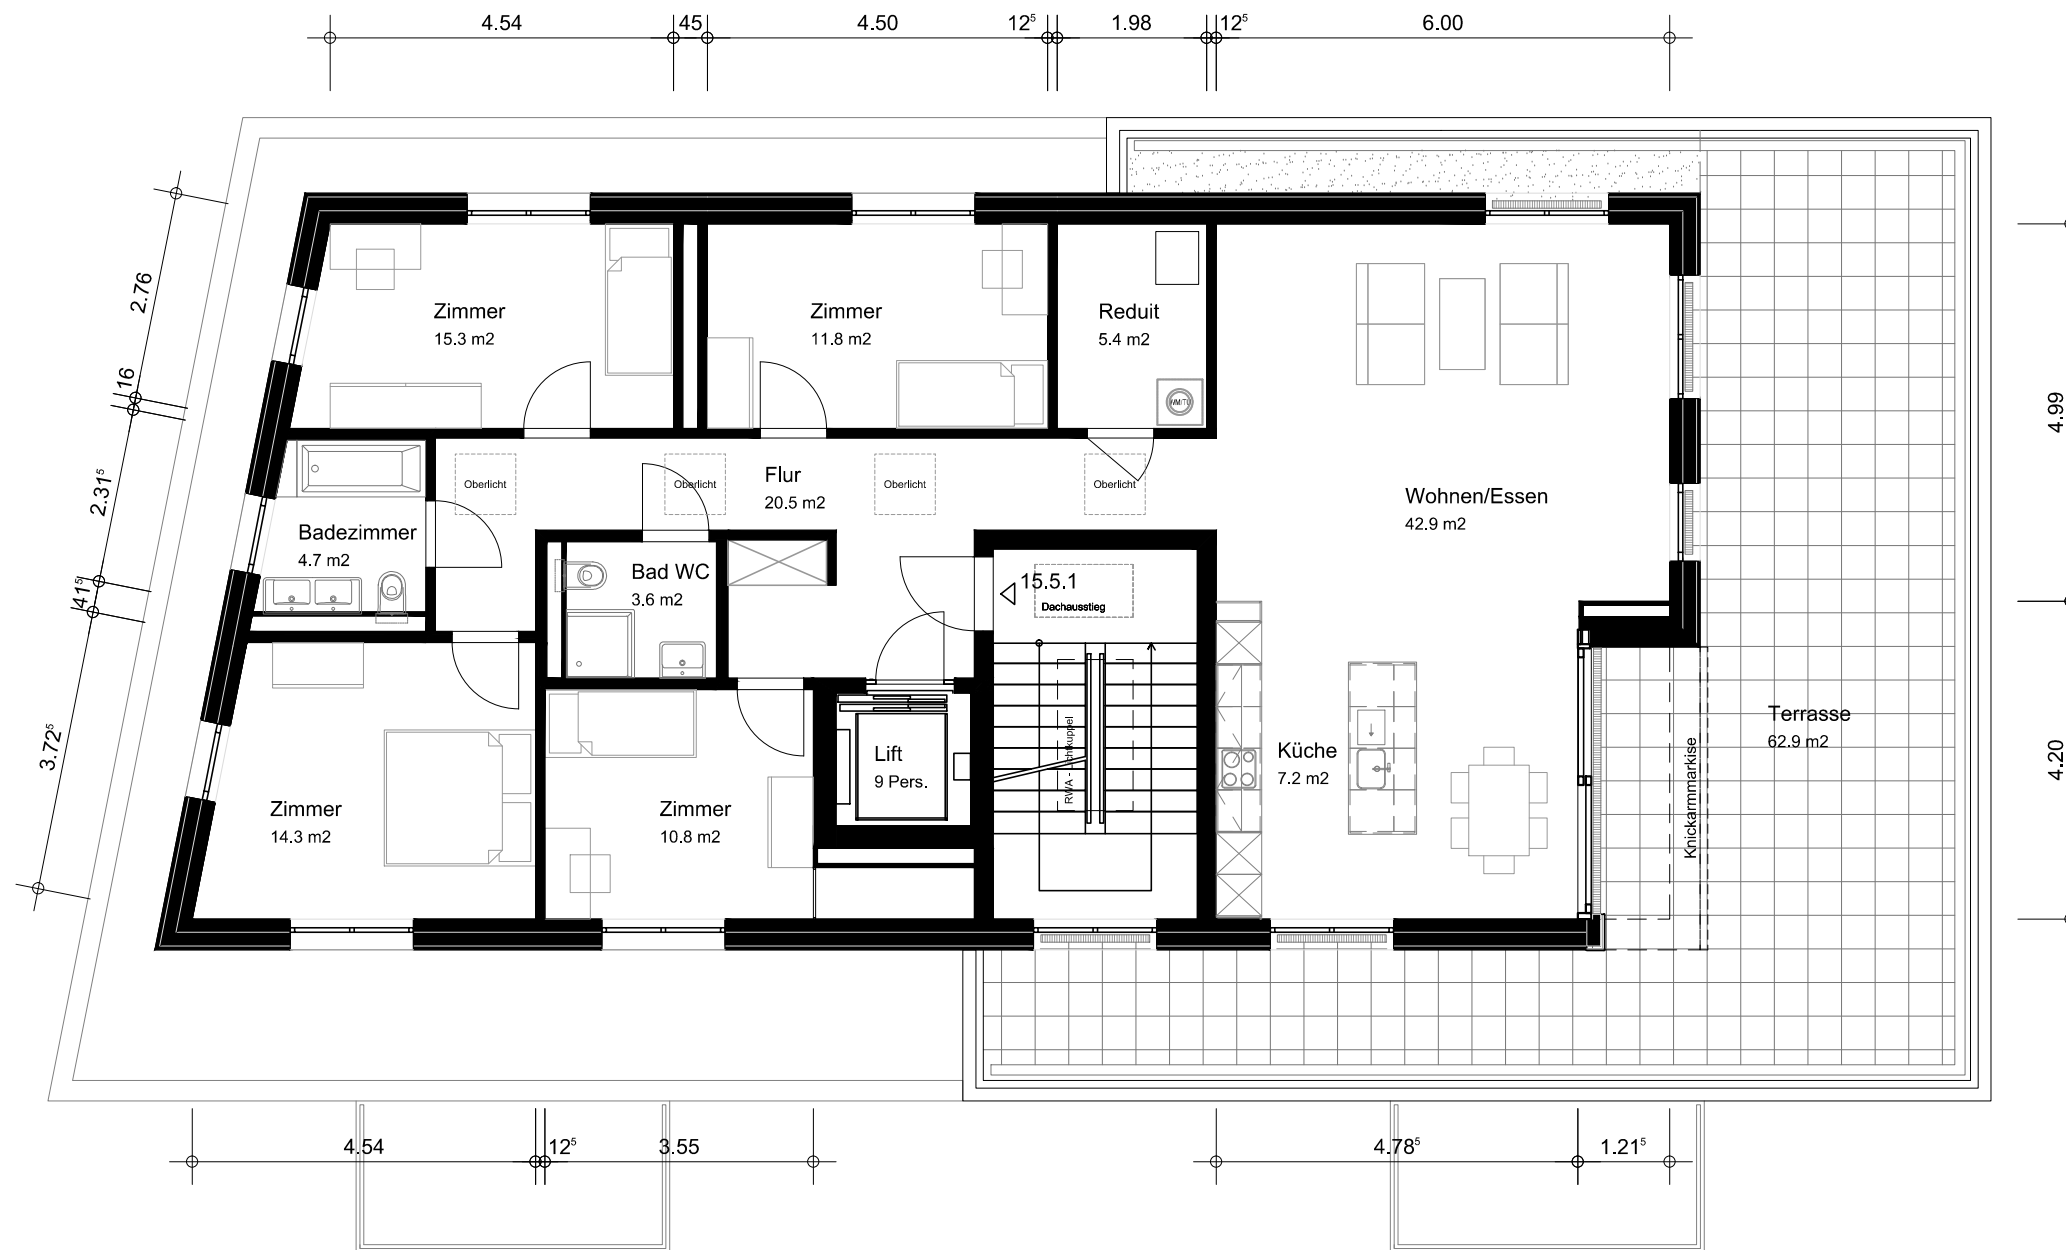 4.54
45
4.50
12⁵
1.98
12⁵
6.00
2.76
16
2.31⁵
41⁵
3.72⁵
4.99
4.20
Zimmer
15.3 m2
Zimmer
11.8 m2
Reduit
5.4 m2
WM/TU
Oberlicht
Oberlicht
Flur
20.5 m2
Oberlicht
Oberlicht
Wohnen/Essen
42.9 m2
Badezimmer
4.7 m2
Bad WC
3.6 m2
15.5.1
Dachausstieg
Zimmer
14.3 m2
Zimmer
10.8 m2
Lift
9 Pers.
RWA - Lichtkuppel
Küche
7.2 m2
Knickarmmarkise
Terrasse
62.9 m2
4.54
12⁵
3.55
4.78⁵
1.21⁵